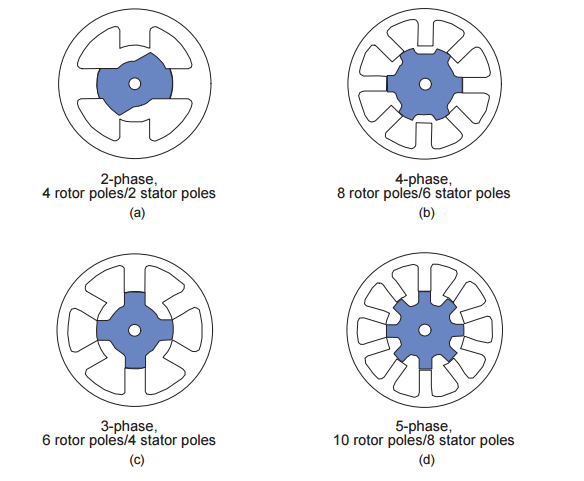 2-phase,
4 rotor poles/2 stator poles
(a)
4-phase,
8 rotor poles/6 stator poles
(b)
3-phase,
6 rotor poles/4 stator poles
(c)
5-phase,
10 rotor poles/8 stator poles
(d)